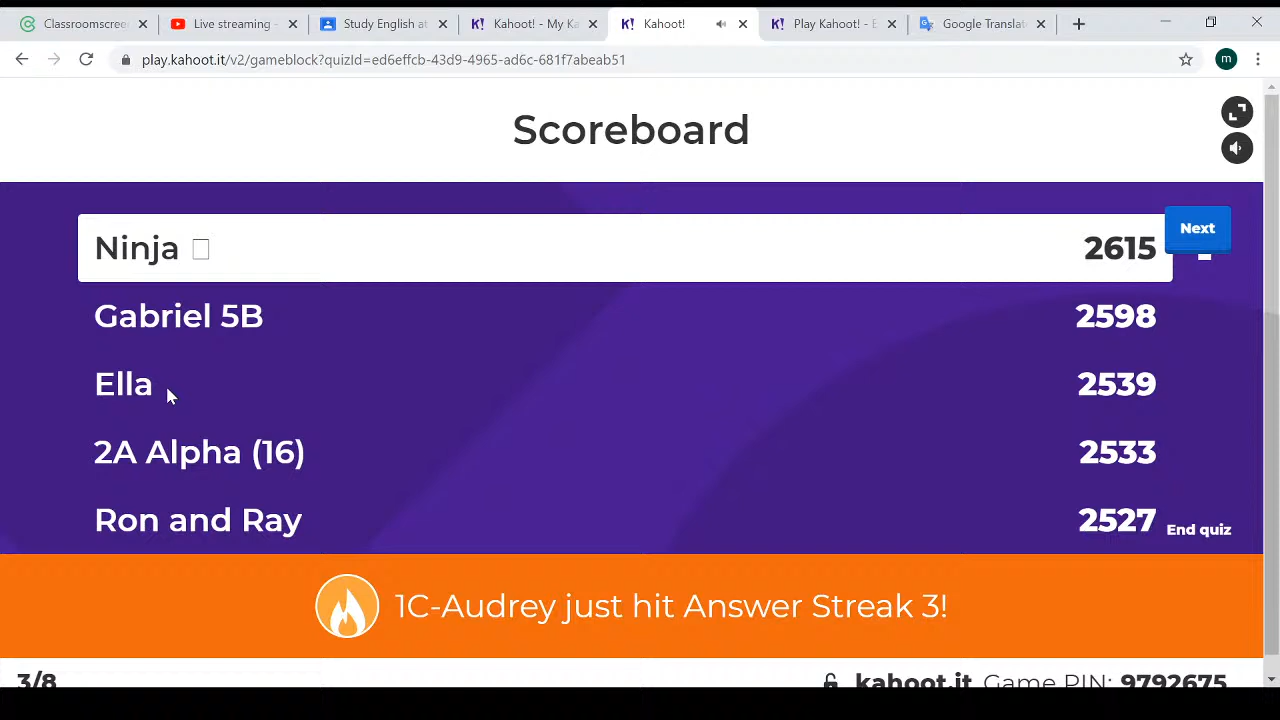 Classroomscree
Live streaming -
Study English at
Kahoot! - My Ka
Kahoot!
Play Kahoot! - E
Google Translat
play.kahoot.it/v2/gameblock?quizId=ed6effcb-43d9-4965-ad6c-681f7abeab51
m
Scoreboard
Ninja 2615
Next
Gabriel 5B 2598
Ella 2539
2A Alpha (16) 2533
Ron and Ray 2527
End quiz
1C-Audrey just hit Answer Streak 3!
3/8
kahoot.it Game PIN: 9792675